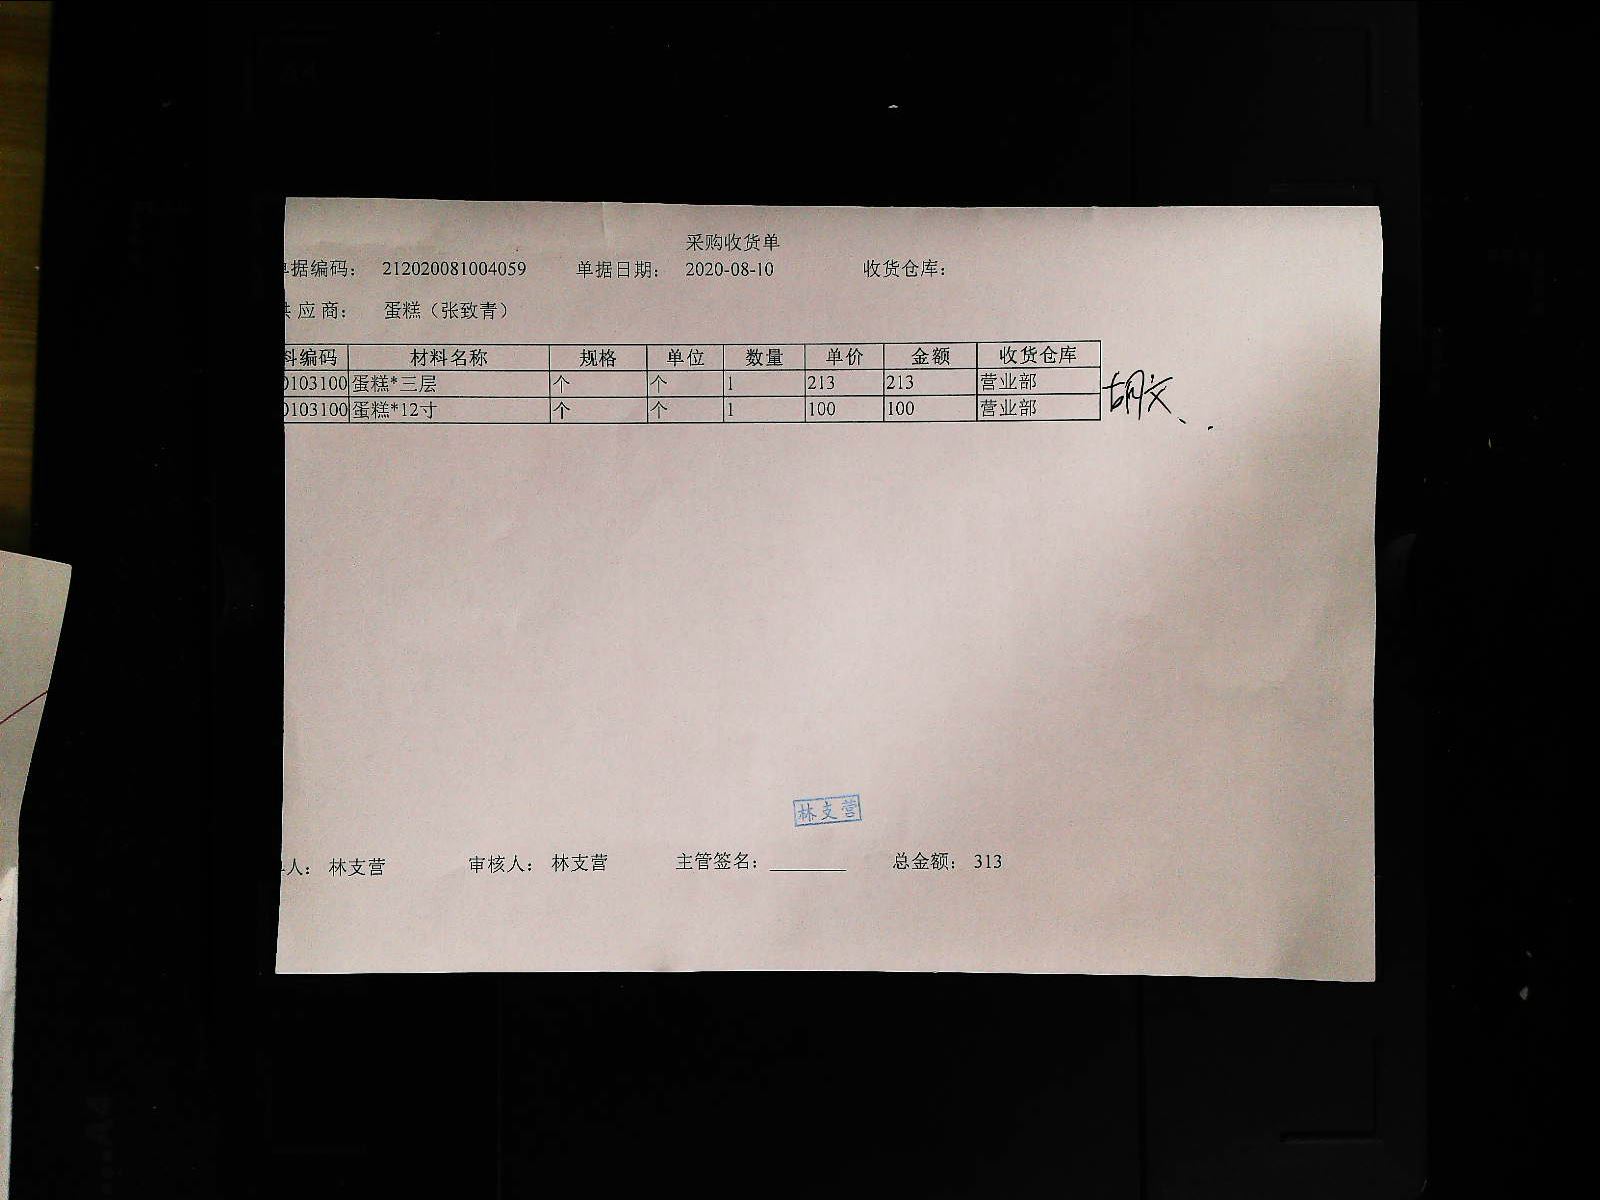 采购收货单
单据编码： 212020081004059 单据日期： 2020-08-10 收货仓库：
供 应 商： 蛋糕（张致青）
料编码 材料名称 规格 单位 数量 单价 金额 收货仓库
0103100 蛋糕*三层 个 个 1 213 213 营业部
0103100 蛋糕*12寸 个 个 1 100 100 营业部
林支营
人： 林支营 审核人： 林支营 主管签名： 总金额： 313